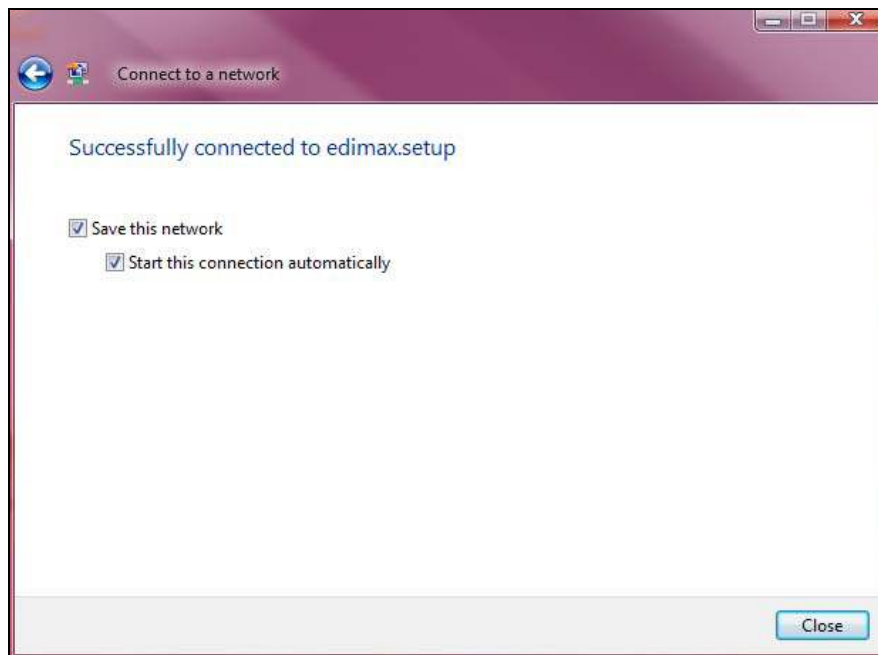 Connect to a network
Successfully connected to edimax.setup
Save this network
Start this connection automatically
Close